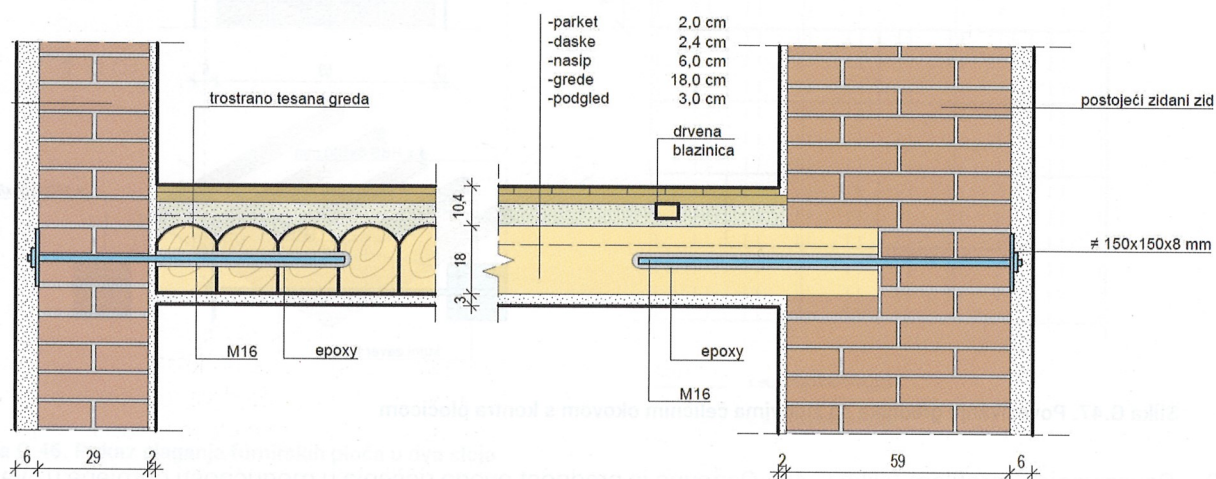 -parket 2,0 cm
-daske 2,4 cm
-nasip 6,0 cm
-grede 18,0 cm
-podgled 3,0 cm
trostrano tesana greda
postojeći zidani zid
drvena
blazinica
10,4
18
3
≠ 150x150x8 mm
M16
epoxy
epoxy
M16
6
29
2
2
59
6